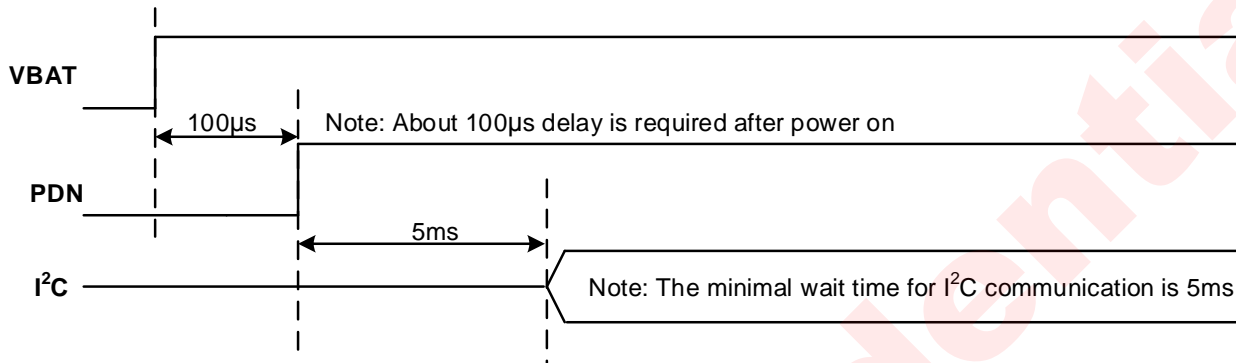 VBAT
100µs
Note: About 100µs delay is required after power on
PDN
5ms
I²C
Note: The minimal wait time for I²C communication is 5ms
dentia